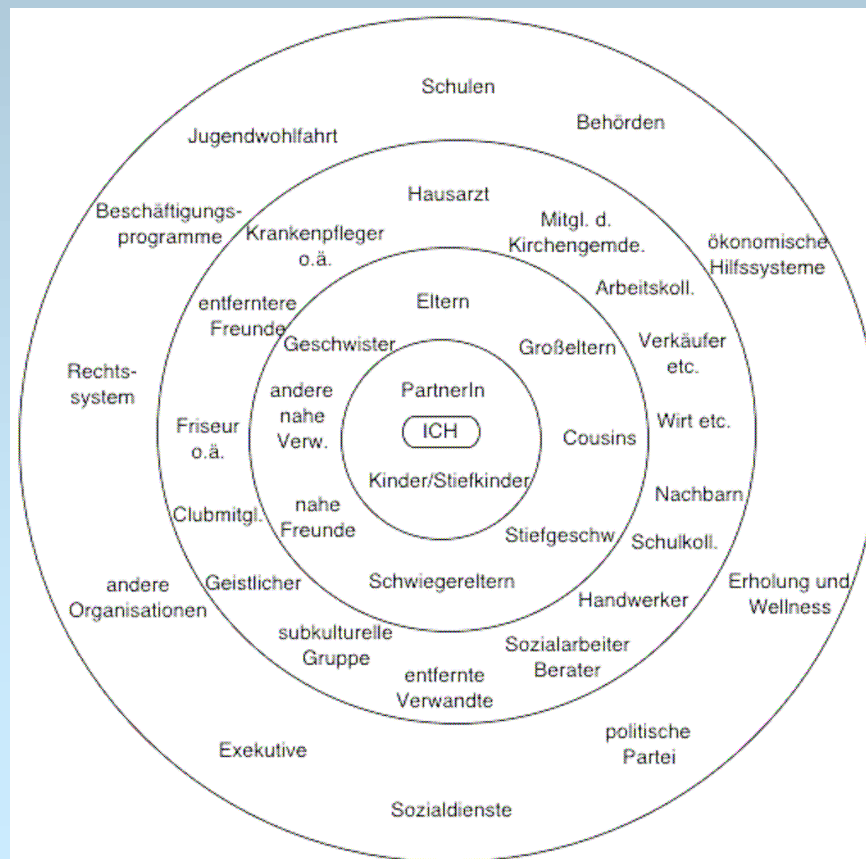 Schulen
Behörden
Jugendwohlfahrt
Hausarzt
Beschäftigungs-
programme
Mitgl. d.
Kirchengemde.
Krankenpfleger
o.ä.
ökonomische
Hilfssysteme
Arbeitskoll.
entferntere
Freunde
Eltern
Geschwister
Großeltern
Verkäufer
etc.
Rechts-
system
andere
nahe
Verw.
PartnerIn
ICH
Cousins
Wirt etc.
Friseur
o.ä.
Kinder/Stiefkinder
Nachbarn
Clubmitgl.
nahe
Freunde
Stiefgeschw.
Schulkoll.
andere
Organisationen
Geistlicher
Schwiegereltern
Handwerker
Erholung und
Wellness
subkulturelle
Gruppe
Sozialarbeiter
Berater
entfernte
Verwandte
Exekutive
politische
Partei
Sozialdienste